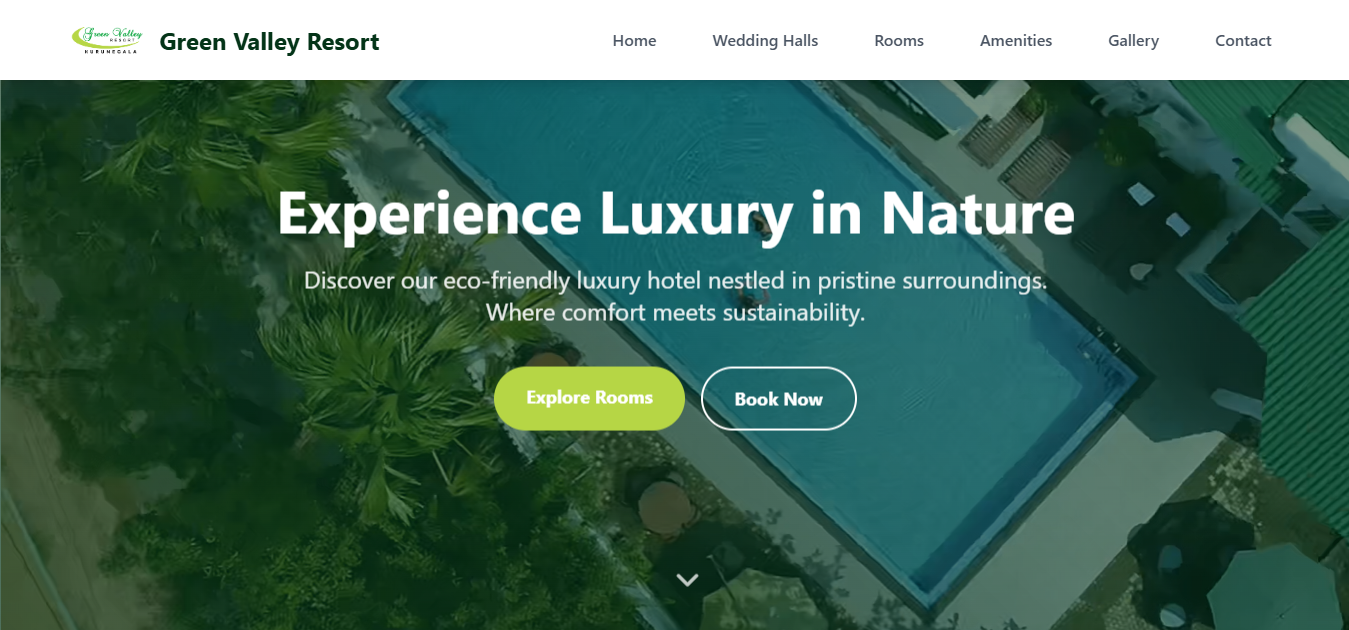 Green Valley
RESORT
KURUNEGALA
Green Valley Resort
Home
Wedding Halls
Rooms
Amenities
Gallery
Contact
Experience Luxury in Nature
Discover our eco-friendly luxury hotel nestled in pristine surroundings.
Where comfort meets sustainability.
Explore Rooms
Book Now